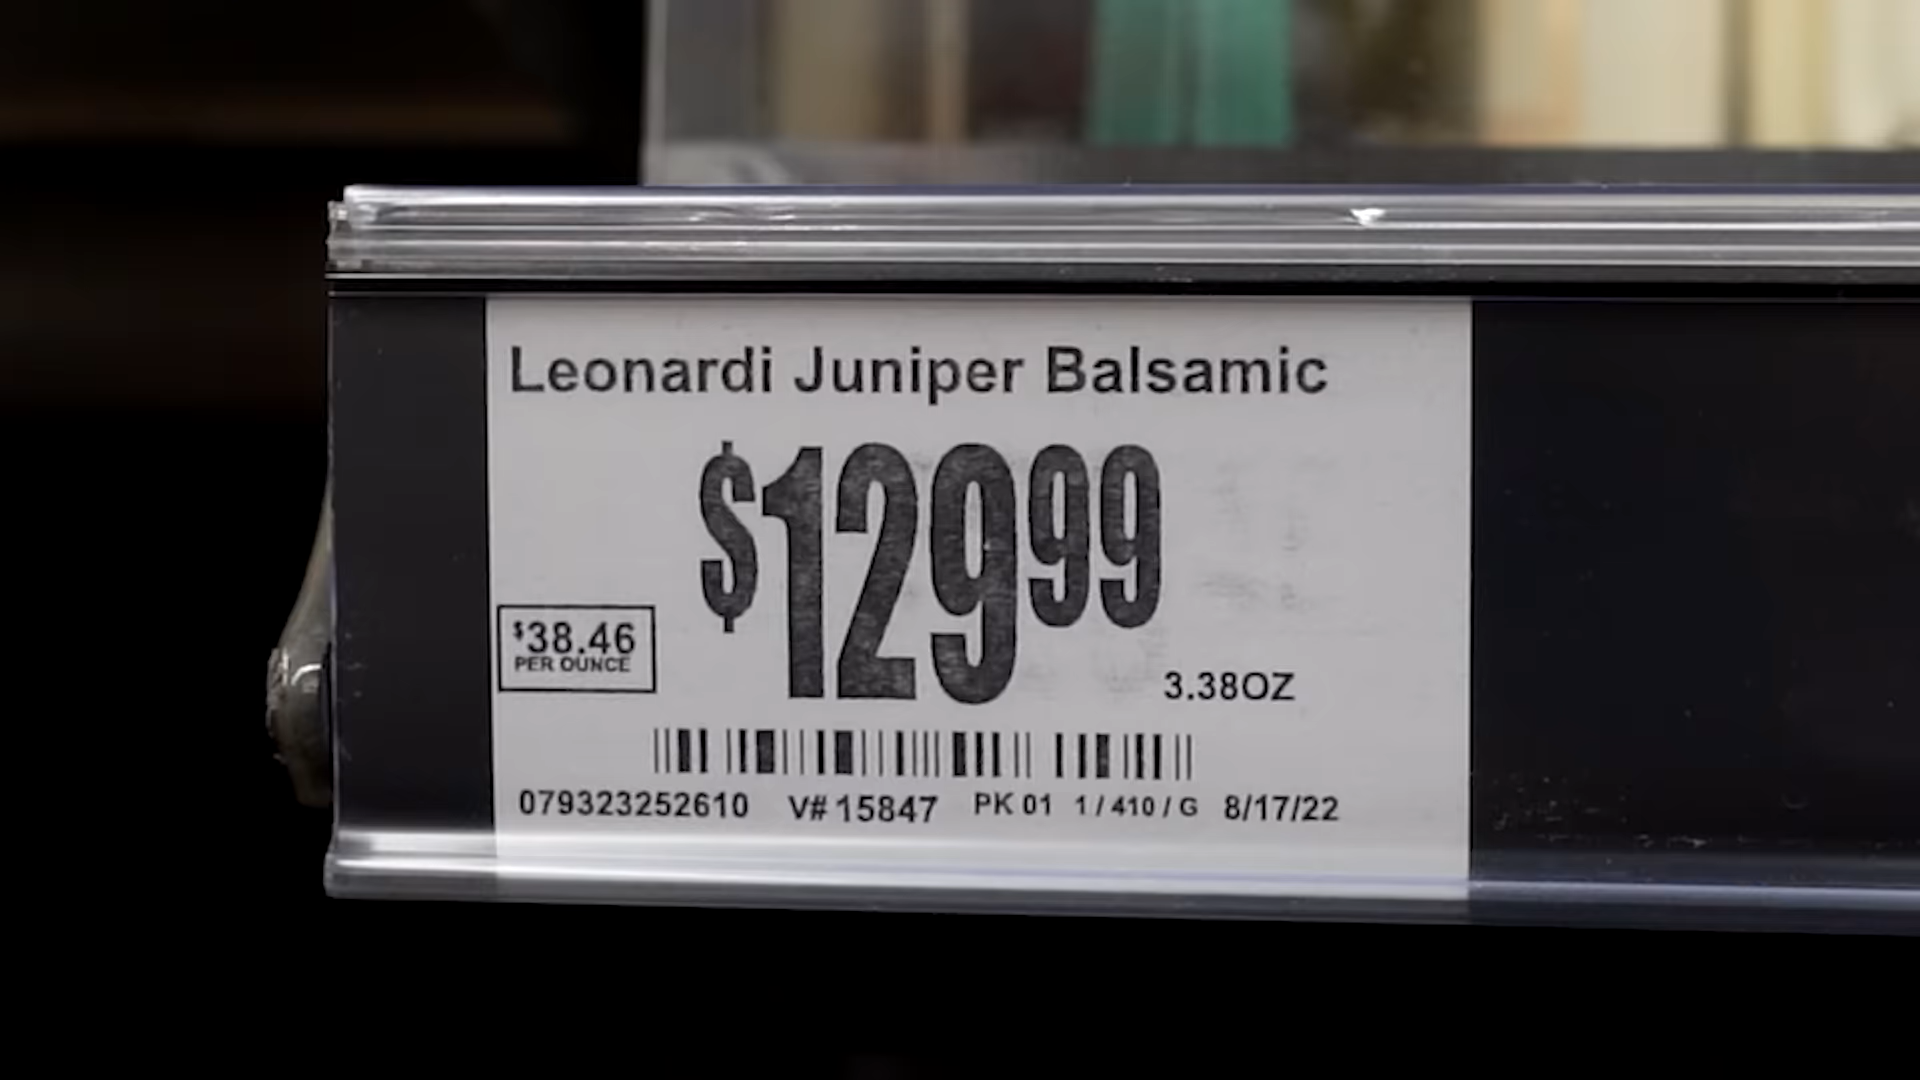 Leonardi Juniper Balsamic
$129 99
$38.46
PER OUNCE
3.38OZ
079323252610 V# 15847 PK 01 1 / 410 / G 8/17/22